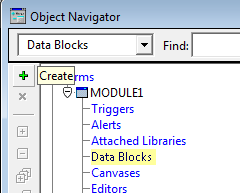 Object Navigator
Data Blocks Find:
Create rms
MODULE1
Triggers
Alerts
Attached Libraries
Data Blocks
Canvases
Editors